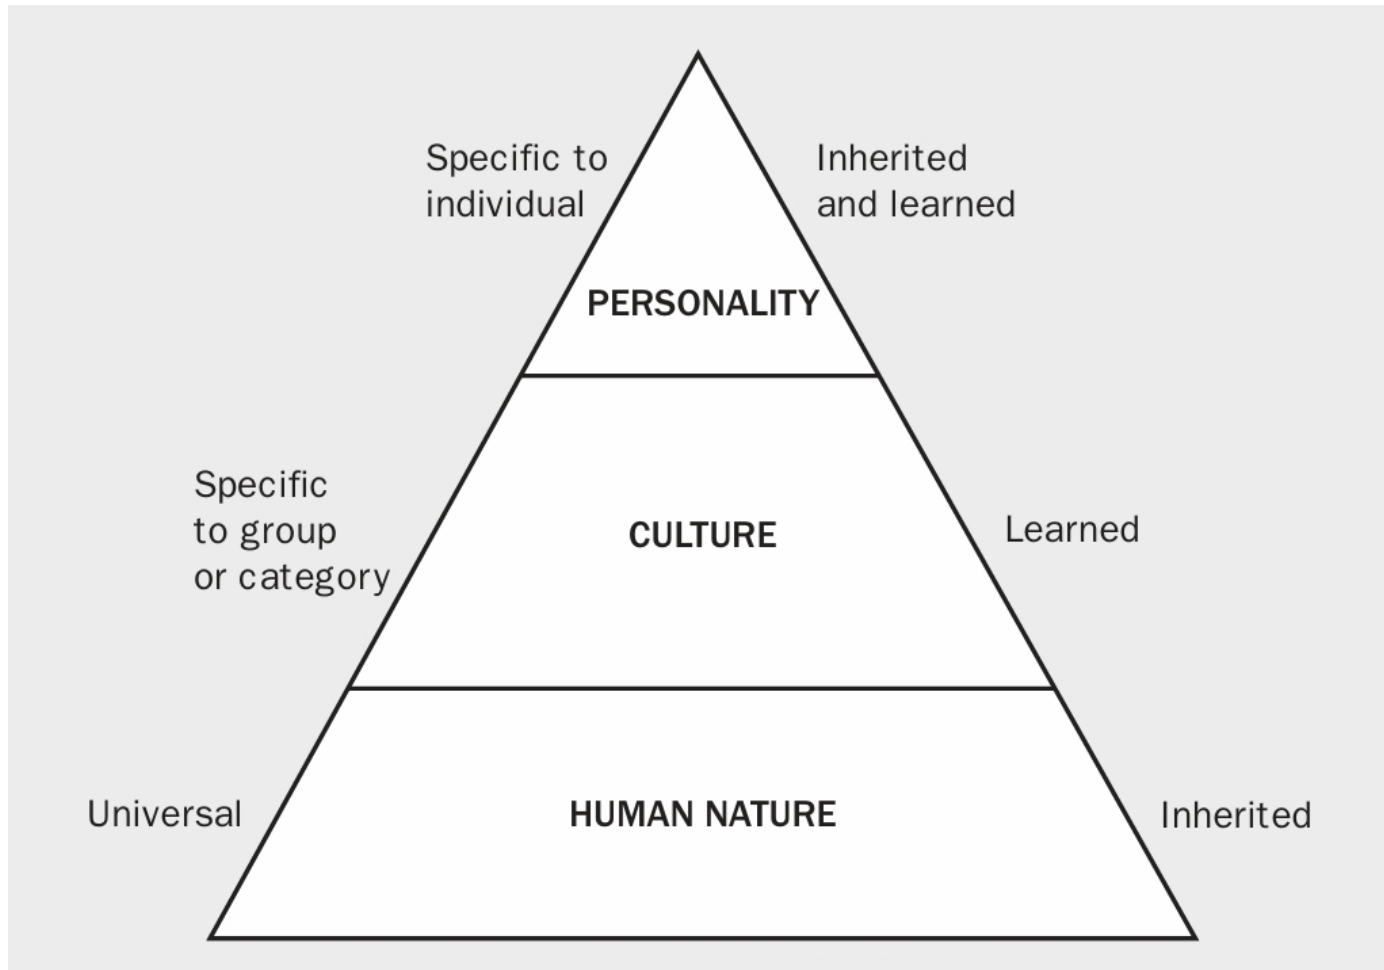 Specific to
individual
Inherited
and learned
PERSONALITY
Specific
to group
or category
CULTURE
Learned
Universal
HUMAN NATURE
Inherited